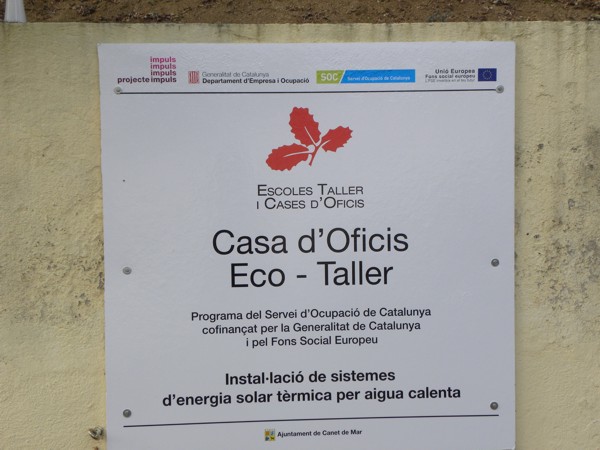 impuls
impuls
impuls
projecte impuls
Generalitat de Catalunya
Departament d'Empresa i Ocupació
SOC Servei d'Ocupació de Catalunya
Unió Europea
Fons social europeu
ESCOLES TALLER
I CASES D'OFICIS
Casa d'Oficis
Eco - Taller
Programa del Servei d'Ocupació de Catalunya
cofinançat per la Generalitat de Catalunya
i pel Fons Social Europeu
Instal·lació de sistemes
d'energia solar tèrmica per aigua calenta
Ajuntament de Canet de Mar